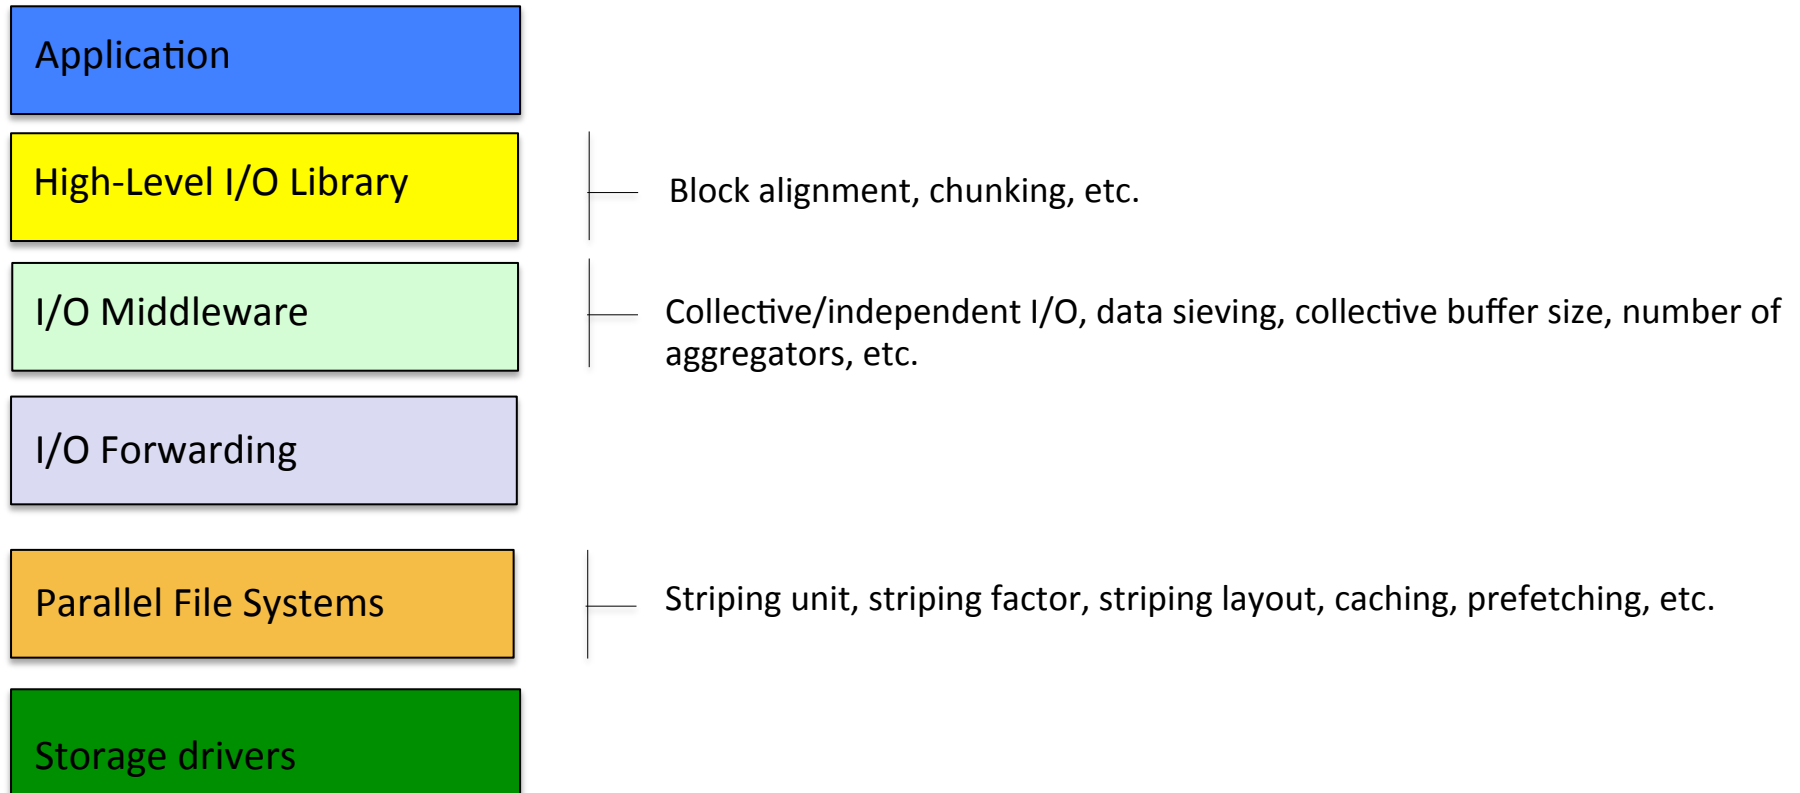 Application
High-Level I/O Library
Block alignment, chunking, etc.
I/O Middleware
Collective/independent I/O, data sieving, collective buffer size, number of
aggregators, etc.
I/O Forwarding
Parallel File Systems
Striping unit, striping factor, striping layout, caching, prefetching, etc.
Storage drivers